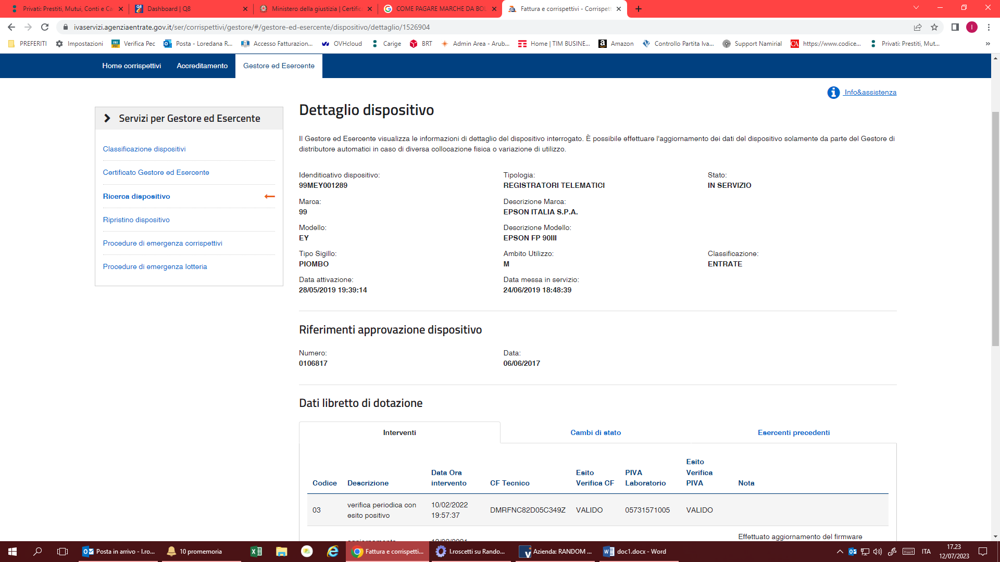 Privati: Prestiti, Mutui, Conti e Ca
Dashboard | Q8
Ministero della giustizia | Certific
COME PAGARE MARCHE DA BOL
Fattura e corrispettivi - Corrispett
ivaservizi.agenziaentrate.gov.it/ser/corrispettivi/gestore/#/gestore-ed-esercente/dispositivo/dettaglio/1526904
I
PREFERITI
Impostazioni
Verifica Pec
Posta - Loredana R...
Accesso Fatturazion...
OVHcloud
Carige
BRT
Admin Area - Arub...
Home | TIM BUSINE...
Amazon
Controllo Partita Iva...
Support Namirial
https://www.codice...
Privati: Prestiti, Mut...
»
Home corrispettivi
Accreditamento
Gestore ed Esercente
Info&assistenza
Servizi per Gestore ed Esercente
Classificazione dispositivi
Certificato Gestore ed Esercente
Ricerca dispositivo
Ripristino dispositivo
Procedure di emergenza corrispettivi
Procedure di emergenza lotteria
Dettaglio dispositivo
Il Gestore ed Esercente visualizza le informazioni di dettaglio del dispositivo interrogato. È possibile effettuare l'aggiornamento dei dati del dispositivo solamente da parte del Gestore di
distributore automatici in caso di diversa collocazione fisica o variazione di utilizzo.
Idenditicativo dispositivo:
99MEY001289
Tipologia:
REGISTRATORI TELEMATICI
Stato:
IN SERVIZIO
Marca:
99
Descrizione Marca:
EPSON ITALIA S.P.A.
Modello:
EY
Descrizione Modello:
EPSON FP 90III
Tipo Sigillo:
PIOMBO
Ambito Utilizzo:
M
Classificazione:
ENTRATE
Data attivazione:
28/05/2019 19:39:14
Data messa in servizio:
24/06/2019 18:48:39
Riferimenti approvazione dispositivo
Numero:
0106817
Data:
06/06/2017
Dati libretto di dotazione
Interventi
Cambi di stato
Esercenti precedenti
Codice
Descrizione
Data Ora
intervento
CF Tecnico
Esito
Verifica CF
PIVA
Laboratorio
Esito
Verifica
PIVA
Nota
03
verifica periodica con
esito positivo
10/02/2022
19:57:37
DMRFNC82D05C349Z
VALIDO
05731571005
VALIDO
Effettuato aggiornamento del firmware
Posta in arrivo - l.ro...
10 promemoria
Fattura e corrispetti...
l.roscetti su Rando...
Azienda: RANDOM ...
doc1.docx - Word
ITA
17.23
12/07/2023